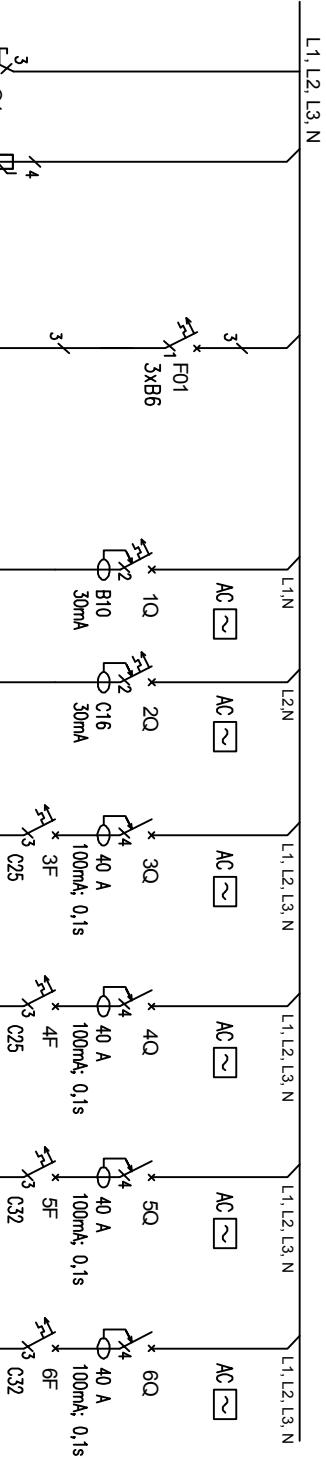 L1, L2, L3, N
3
4
3
F01
3xB6
1
3
L1,N
AC ~
1Q
2
B10
30mA
L2,N
AC ~
2Q
2
C16
30mA
L1, L2, L3, N
AC ~
3Q
4
40 A
100mA; 0,1s
3F
3
C25
L1, L2, L3, N
AC ~
4Q
4
40 A
100mA; 0,1s
4F
3
C25
L1, L2, L3, N
AC ~
5Q
4
40 A
100mA; 0,1s
5F
3
C32
L1, L2, L3, N
AC ~
6Q
4
40 A
100mA; 0,1s
6F
3
C32